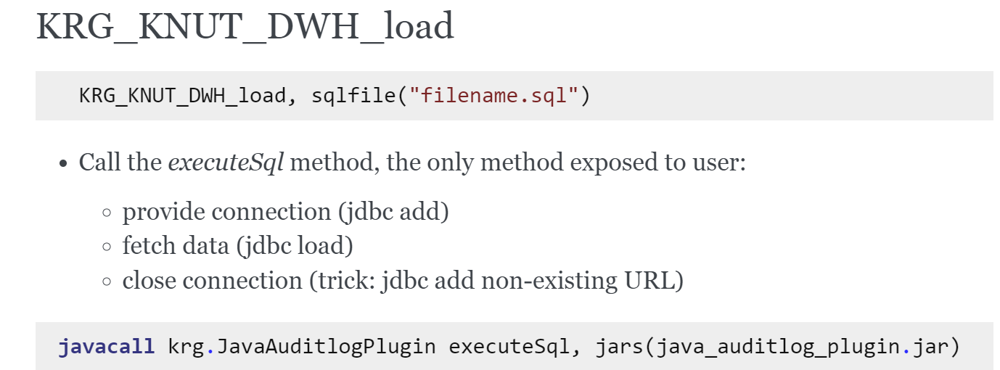 KRG_KNUT_DWH_load
KRG_KNUT_DWH_load, sqlfile("filename.sql")
• Call the executeSql method, the only method exposed to user:
◦ provide connection (jdbc add)
◦ fetch data (jdbc load)
◦ close connection (trick: jdbc add non-existing URL)
javacall krg.JavaAuditlogPlugin executeSql, jars(java_auditlog_plugin.jar)